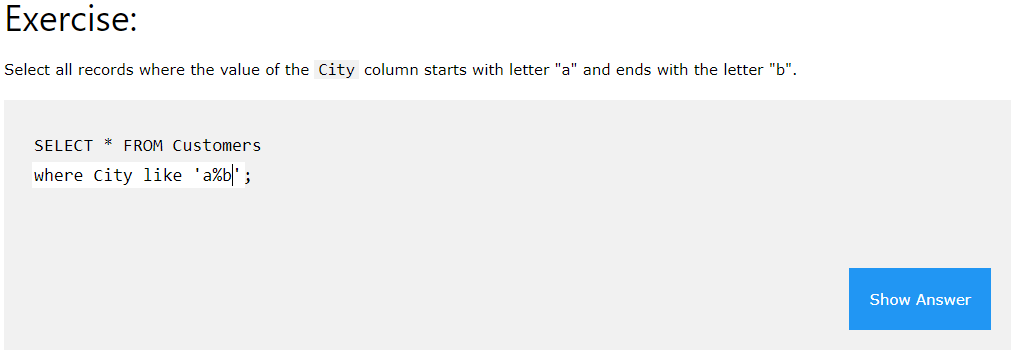 Exercise:
Select all records where the value of the City column starts with letter "a" and ends with the letter "b".
SELECT * FROM Customers
where City like 'a%b';
Show Answer